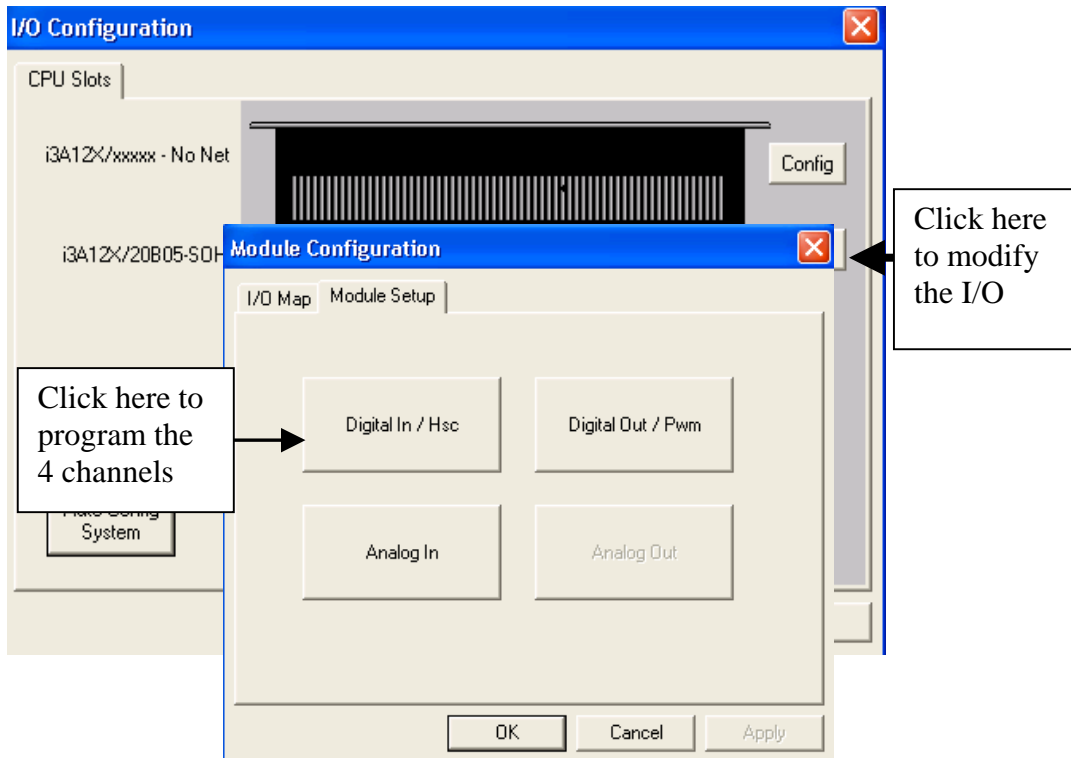 I/O Configuration
CPU Slots
i3A12X/xxxxx - No Net
Config
i3A12X/20B05-SOH
Click here
to modify
the I/O
Module Configuration
I/O Map
Module Setup
Click here to
program the
4 channels
Digital In / Hsc
Digital Out / Pwm
System
Analog In
Analog Out
OK
Cancel
Apply